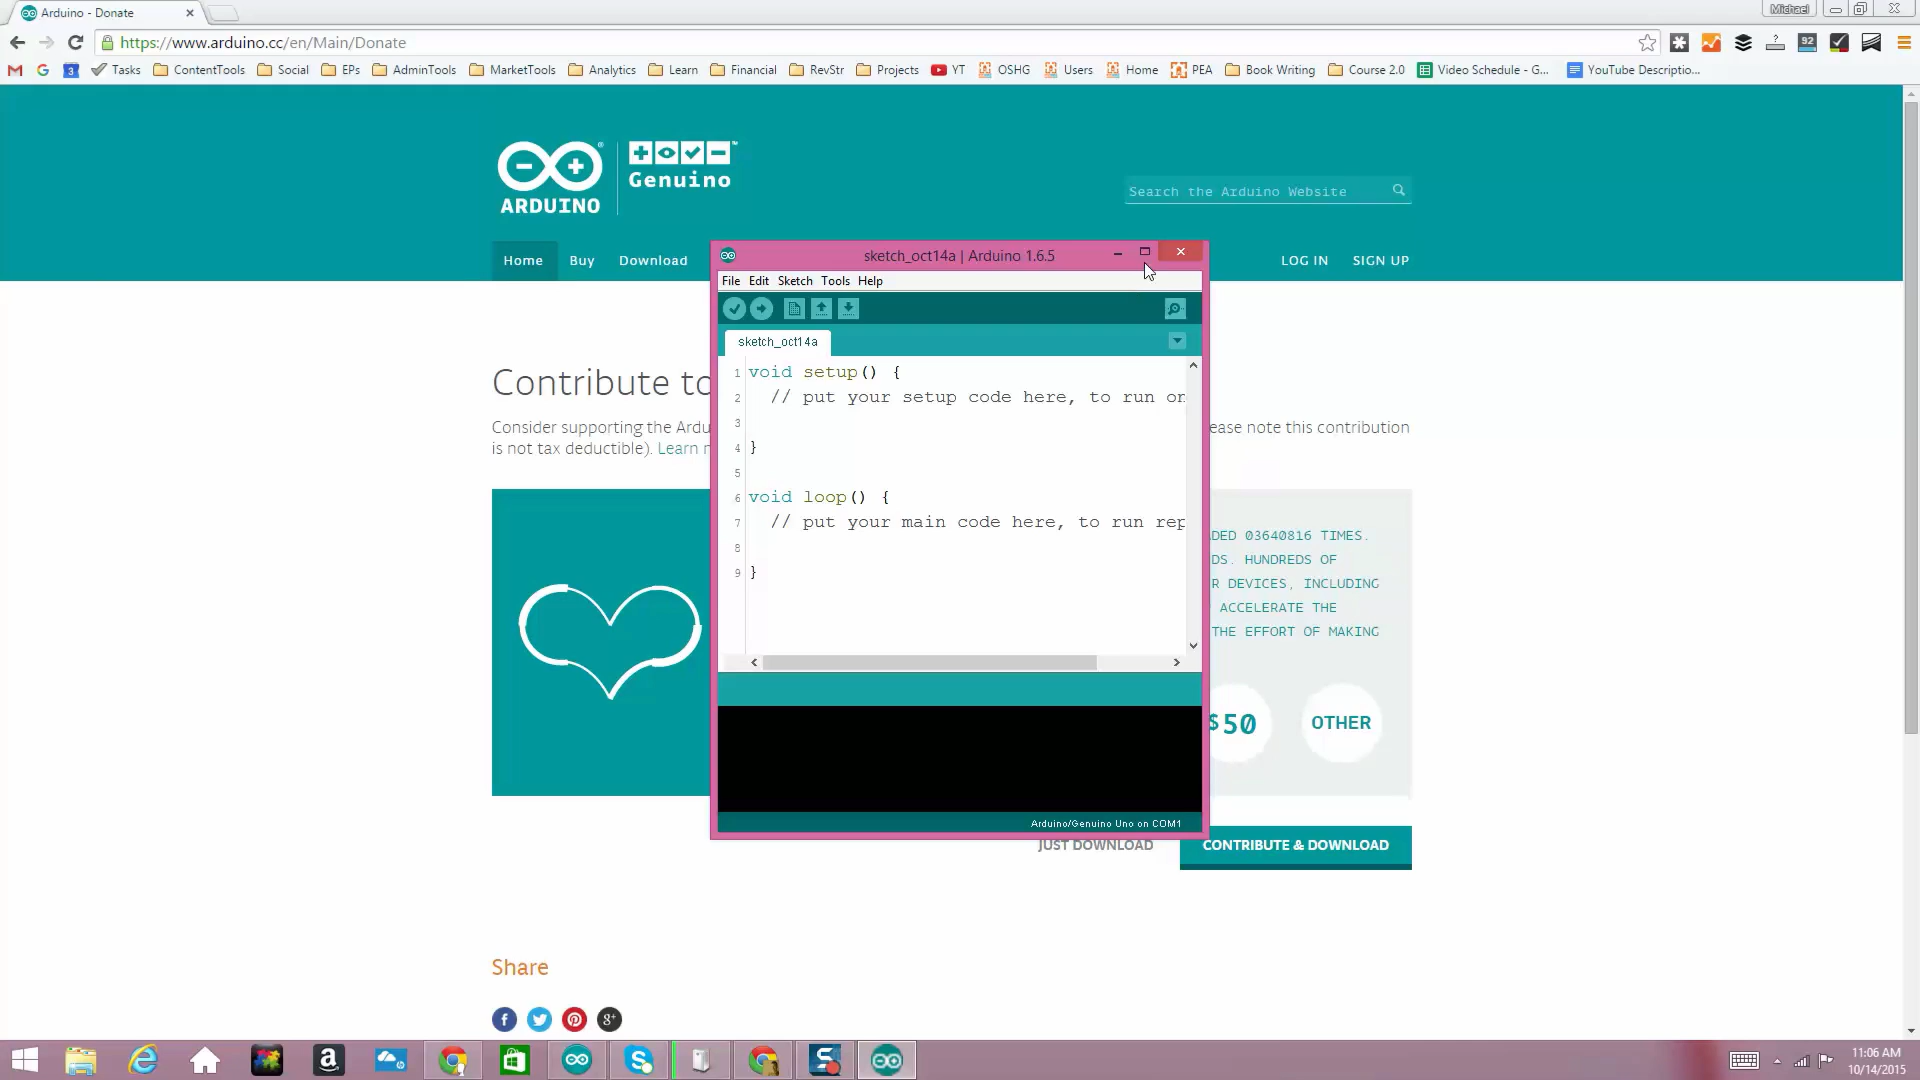 Arduino - Donate
Michael
https://www.arduino.cc/en/Main/Donate
92
3 Tasks ContentTools Social EPs AdminTools MarketTools Analytics Learn Financial RevStr Projects YT OSHG Users Home PEA Book Writing Course 2.0 Video Schedule - G... YouTube Descriptio...
ARDUINO
Genuino
Search the Arduino Website
Home Buy Download
LOG IN SIGN UP
sketch_oct14a | Arduino 1.6.5
File Edit Sketch Tools Help
sketch_oct14a
1 void setup() {
2 // put your setup code here, to run on
3
4 }
5
6 void loop() {
7 // put your main code here, to run rep
8
9 }
Arduino/Genuino Uno on COM1
Contribute to
Consider supporting the Ardu
ease note this contribution
is not tax deductible). Learn
DED 03640816 TIMES.
DS. HUNDREDS OF
R DEVICES, INCLUDING
ACCELERATE THE
THE EFFORT OF MAKING
$50 OTHER
JUST DOWNLOAD CONTRIBUTE & DOWNLOAD
Share
11:06 AM
10/14/2015